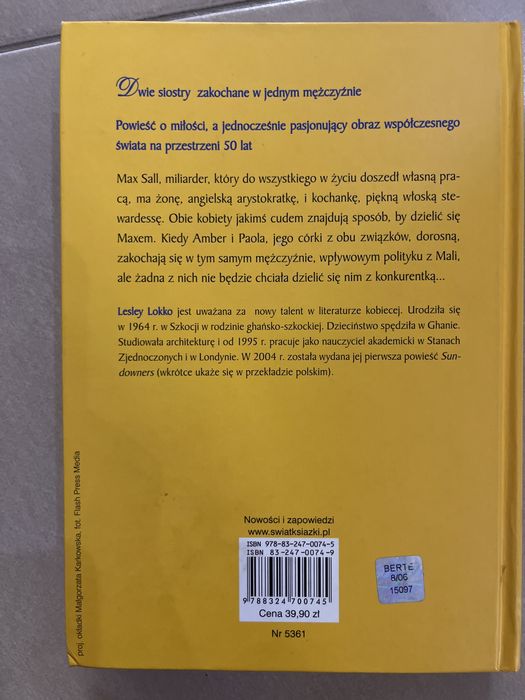 Dwie siostry zakochane w jednym mężczyźnie
Powieść o miłości, a jednocześnie pasjonujący obraz współczesnego
świata na przestrzeni 50 lat
Max Sall, miliarder, który do wszystkiego w życiu doszedł własną pra-
cą, ma żonę, angielską arystokratkę, i kochankę, piękną włoską ste-
wardessę. Obie kobiety jakimś cudem znajdują sposób, by dzielić się
Maxem. Kiedy Amber i Paola, jego córki z obu związków, dorosną,
zakochają się w tym samym mężczyźnie, wpływowym polityku z Mali,
ale żadna z nich nie będzie chciała dzielić się nim z konkurentką...
Lesley Lokko jest uważana za nowy talent w literaturze kobiecej. Urodziła się
w 1964 r. w Szkocji w rodzinie ghańsko-szkockiej. Dzieciństwo spędziła w Ghanie.
Studiowała architekturę i od 1995 r. pracuje jako nauczyciel akademicki w Stanach
Zjednoczonych i w Londynie. W 2004 r. została wydana jej pierwsza powieść Sun-
downers (wkrótce ukaże się w przekładzie polskim).
proj. okładki Małgorzata Karkowska, fot. Flash Press Media
Nowości i zapowiedzi
www.swiatksiazki.pl
ISBN 978-83-247-0074-5
ISBN 83-247-0074-9
9 788324 700745
Cena 39,90 zł
Nr 5361
BERTE
8/06
15097